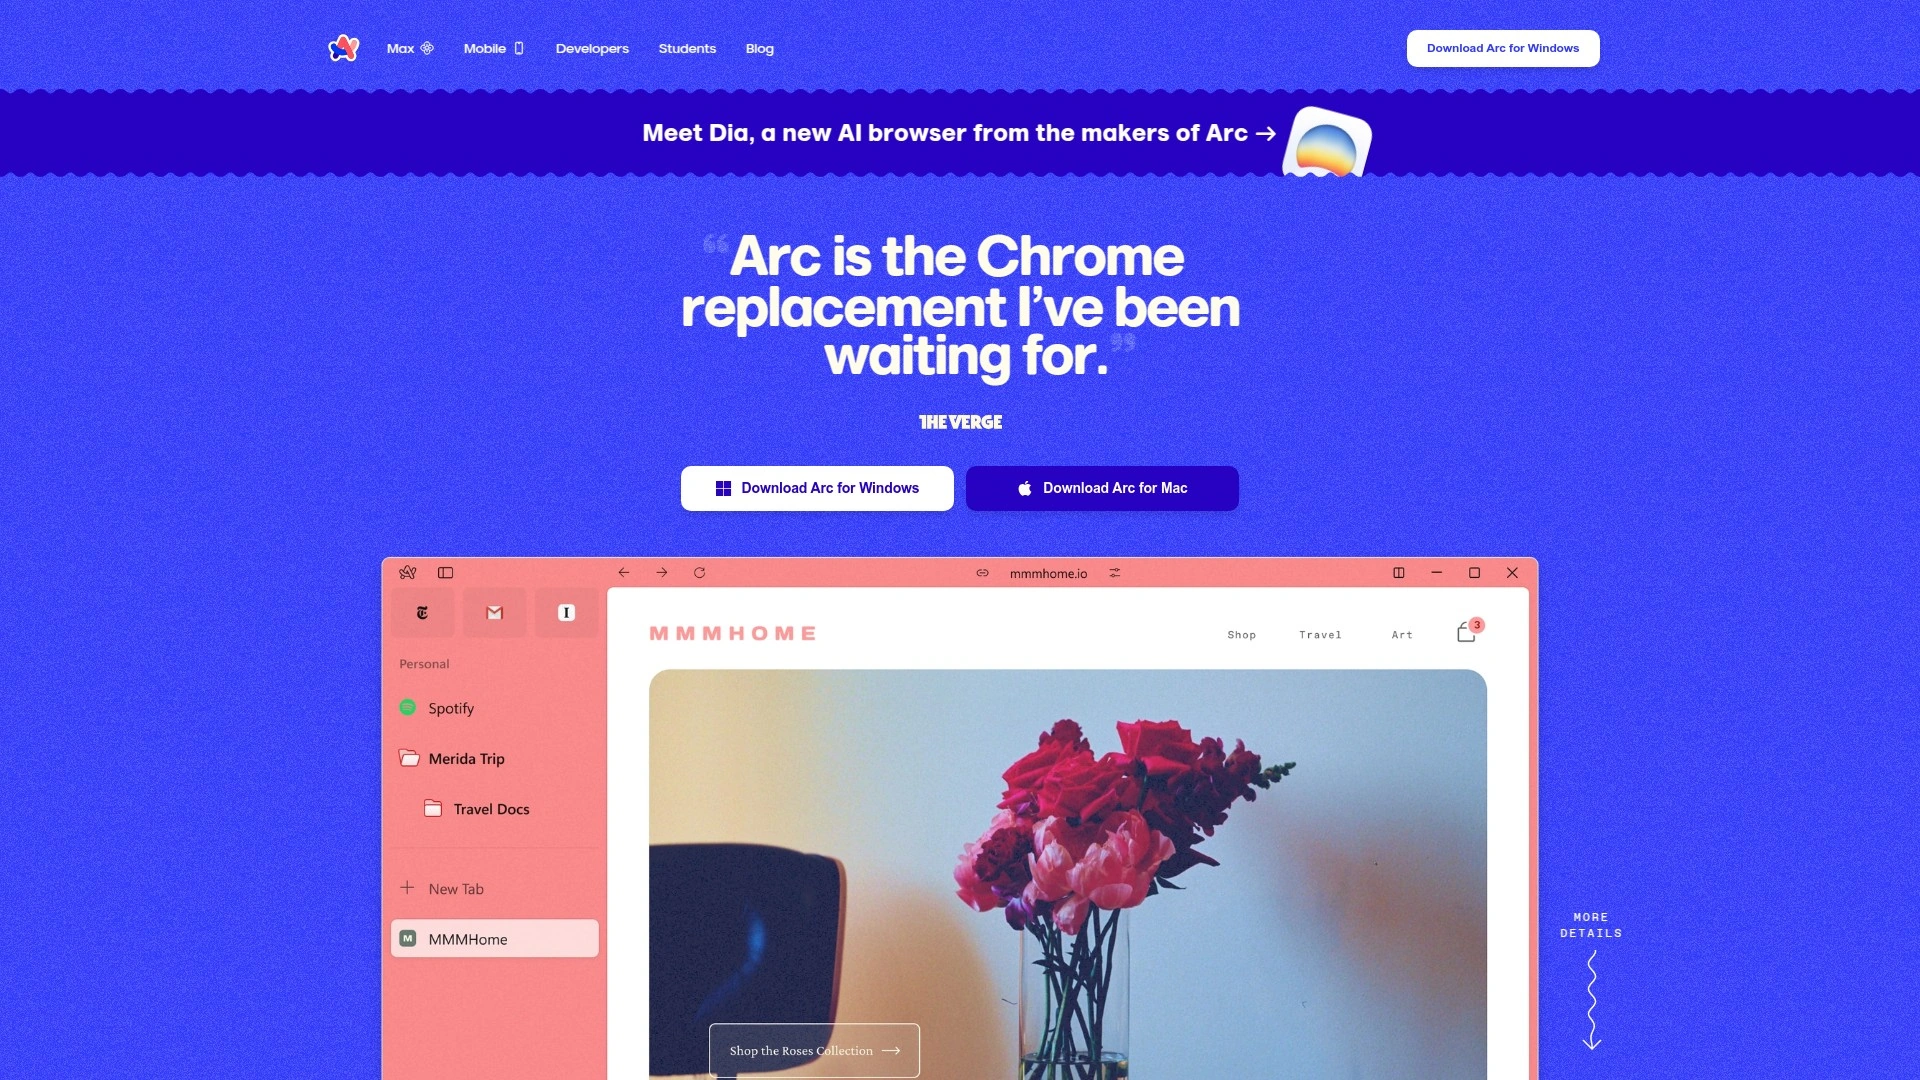 Max
Mobile
Developers
Students
Blog
Download Arc for Windows
Meet Dia, a new AI browser from the makers of Arc →
“Arc is the Chrome
replacement I’ve been
waiting for.”
THE VERGE
Download Arc for Windows
Download Arc for Mac
mmmhome.io
Personal
Spotify
Merida Trip
Travel Docs
New Tab
M MMMHome
MMMHOME
Shop
Travel
Art
3
Shop the Roses Collection →
MORE
DETAILS